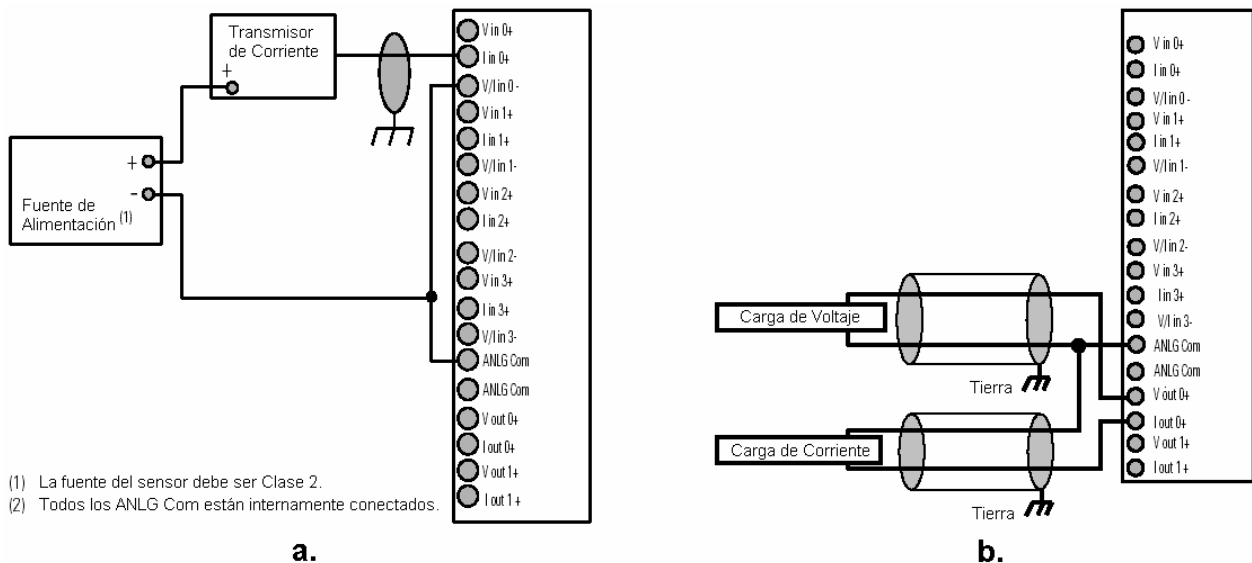 Transmisor
de Corriente
+
+
-
Fuente de
Alimentación (1)
V in 0+
I in 0+
V/I in 0 -
V in 1+
I in 1+
V/I in 1-
V in 2+
I in 2+
V/I in 2-
V in 3+
I in 3+
V/I in 3-
ANLG Com
ANLG Com
V out 0+
I out 0+
V out 1+
I out 1+
(1) La fuente del sensor debe ser Clase 2.
(2) Todos los ANLG Com están internamente conectados.
a.
V in 0+
I in 0+
V/I in 0 -
V in 1+
I in 1+
V/I in 1-
V in 2+
I in 2+
V/I in 2-
V in 3+
I in 3+
V/I in 3-
ANLG Com
ANLG Com
V out 0+
I out 0+
V out 1+
I out 1+
Carga de Voltaje
Tierra
Carga de Corriente
Tierra
b.